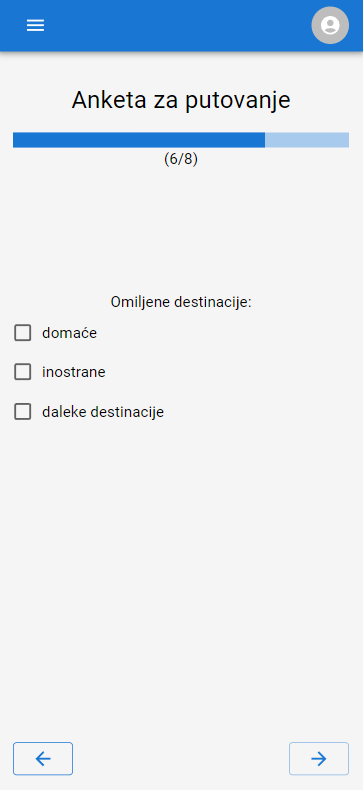 Anketa za putovanje
(6/8)
Omiljene destinacije:
domaće
inostrane
daleke destinacije